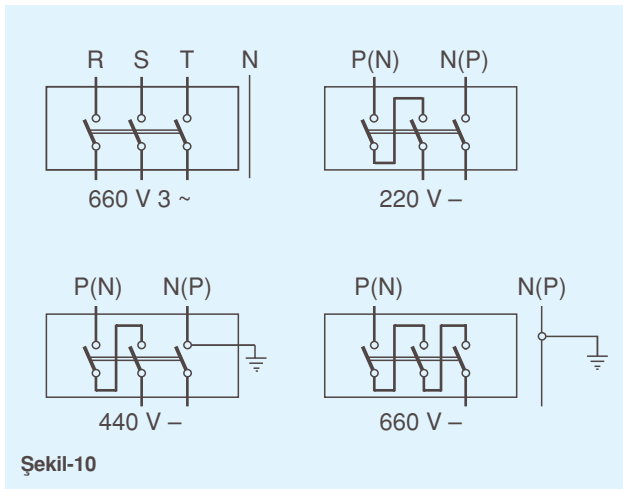 R S T N
660 V 3 ~
P(N) N(P)
220 V –
P(N) N(P)
440 V –
P(N) N(P)
660 V –
Şekil-10